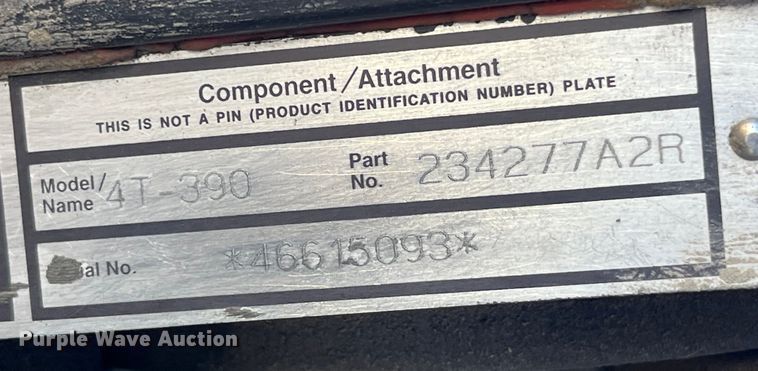 Component/Attachment
THIS IS NOT A PIN (PRODUCT IDENTIFICATION NUMBER) PLATE
Model/Name 4T-390 Part No. 234277A2R
al No. *46615093*
Purple Wave Auction®